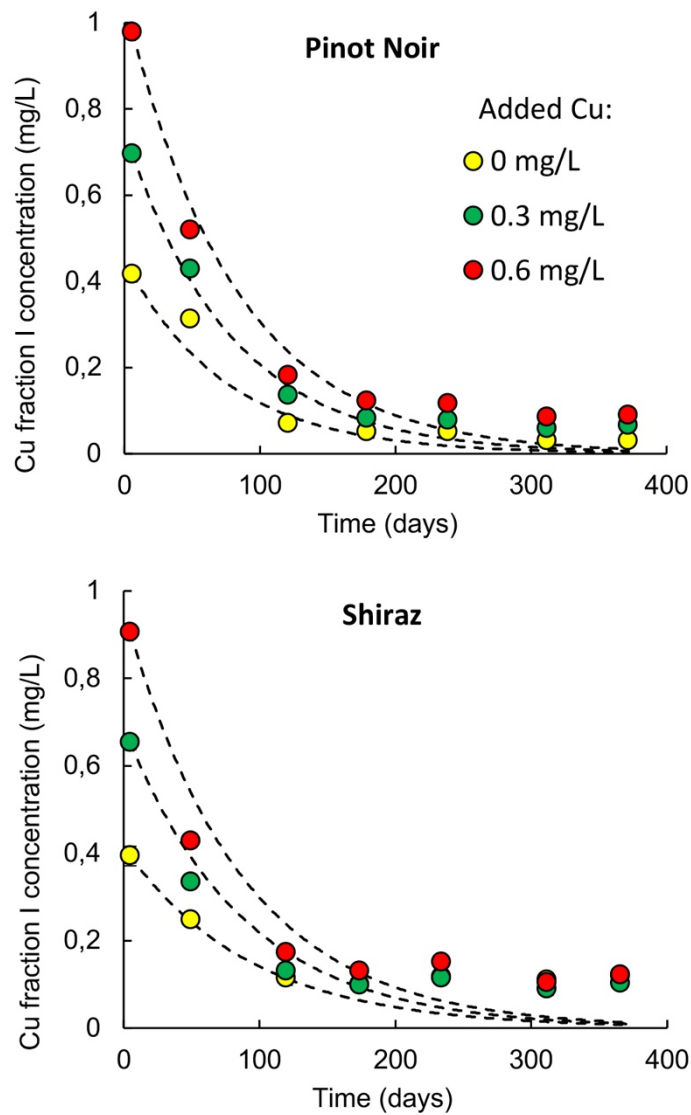 Pinot Noir
Cu fraction I concentration (mg/L)
1
0,8
0,6
0,4
0,2
0
0
100
200
300
400
Time (days)
Added Cu:
0 mg/L
0.3 mg/L
0.6 mg/L
Shiraz
Cu fraction I concentration (mg/L)
1
0,8
0,6
0,4
0,2
0
0
100
200
300
400
Time (days)